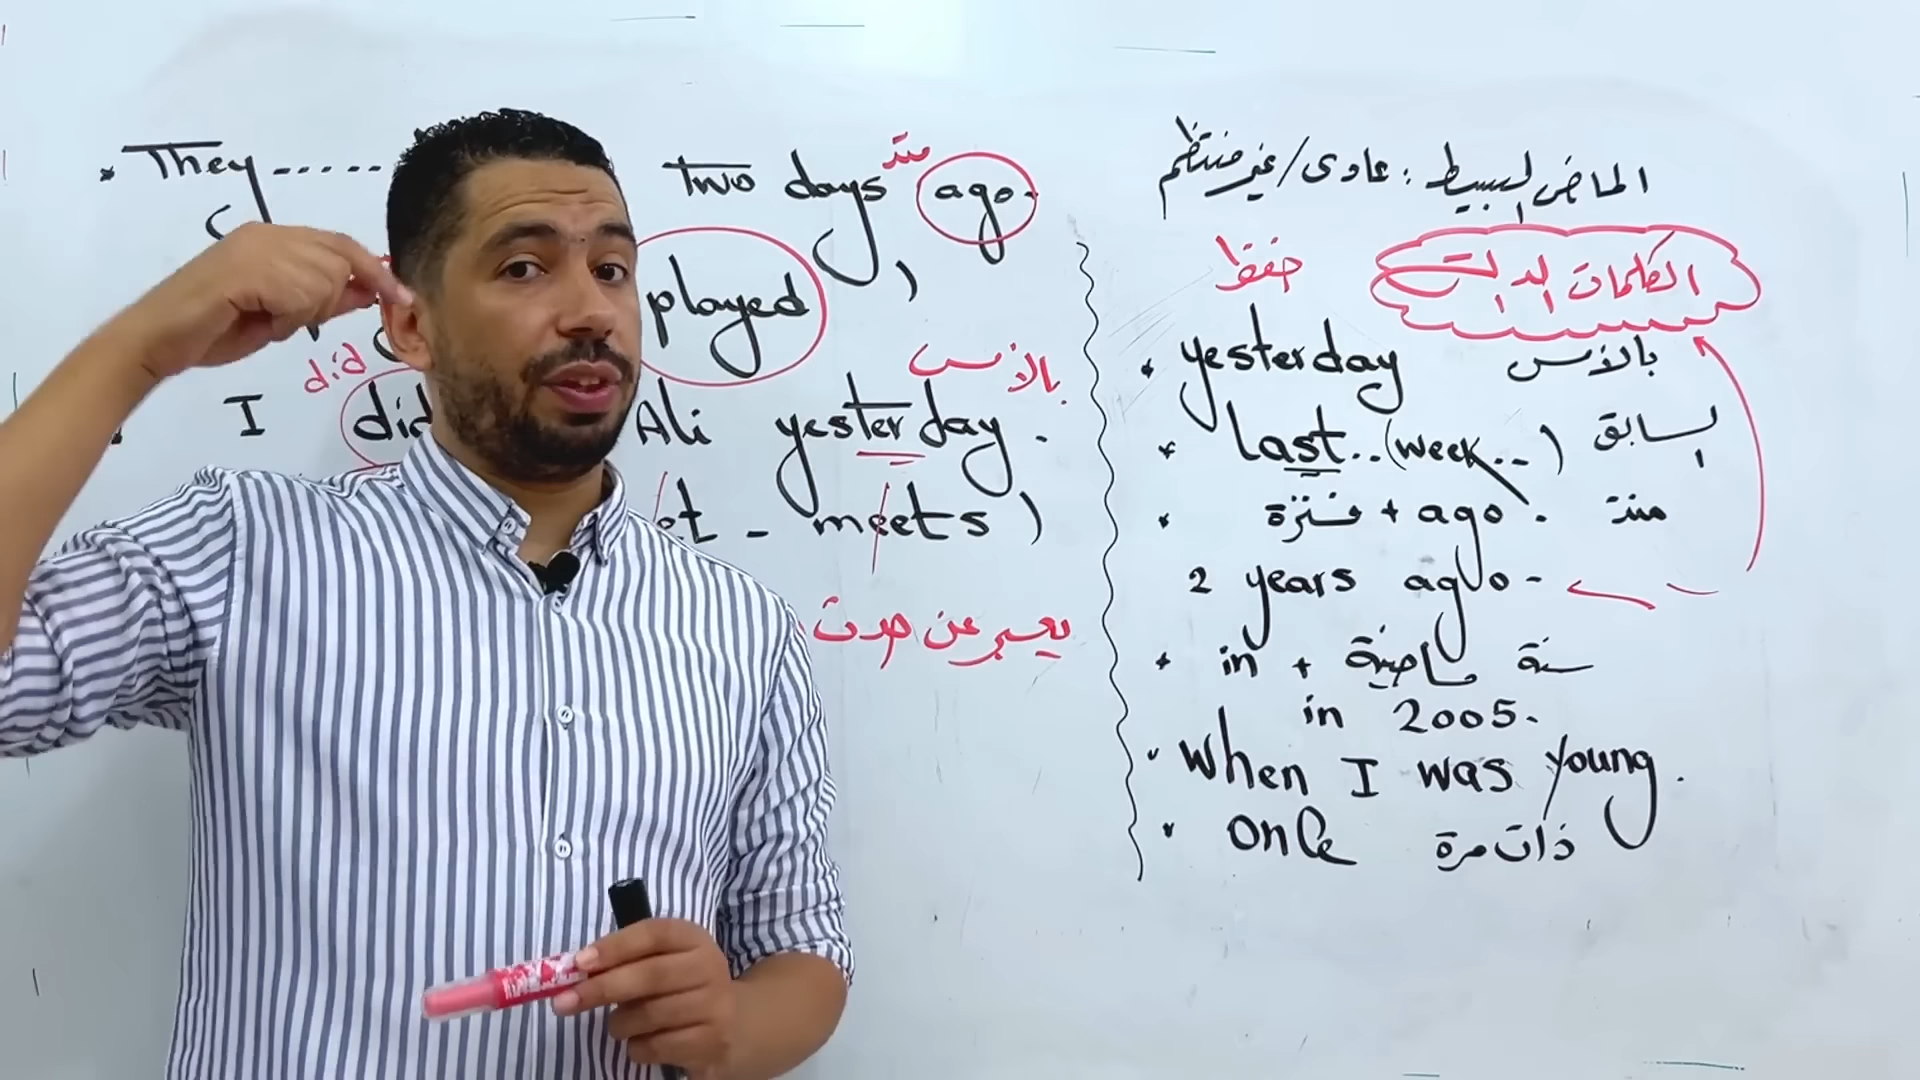 They ..... two days ago.
منذ
played
did
بالأمس
I did Ali yesterday.
et - meets )
يعبر عن حدث
الماضي البسيط : عادى / غير منتظم
الكلمات الدالة
حفظ
yesterday بالأمس
last..(week..) السابق
فترة + ago . منذ
2 years ago -
in + سنة ماضية
in 2005.
when I was young.
once ذات مرة